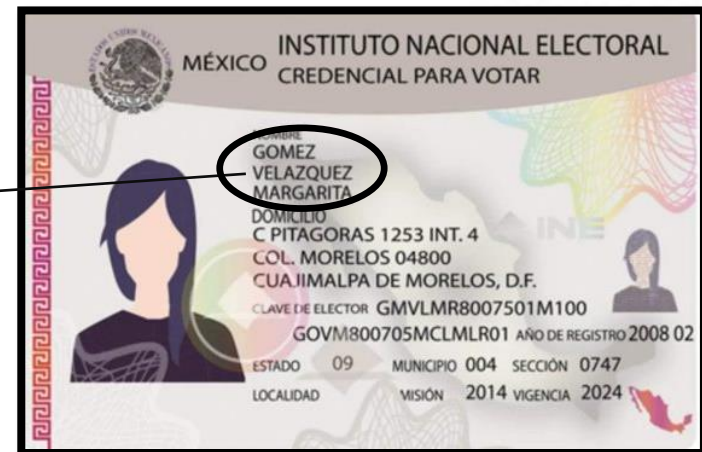 MÉXICO INSTITUTO NACIONAL ELECTORAL
CREDENCIAL PARA VOTAR
NOMBRE
GOMEZ
VELAZQUEZ
MARGARITA
DOMICILIO
C PITAGORAS 1253 INT. 4
COL. MORELOS 04800
CUAJIMALPA DE MORELOS, D.F.
CLAVE DE ELECTOR GMVLMR8007501M100
GOVM800705MCLMLR01 AÑO DE REGISTRO 2008 02
ESTADO 09 MUNICIPIO 004 SECCIÓN 0747
LOCALIDAD VISIÓN 2014 VIGENCIA 2024
INE